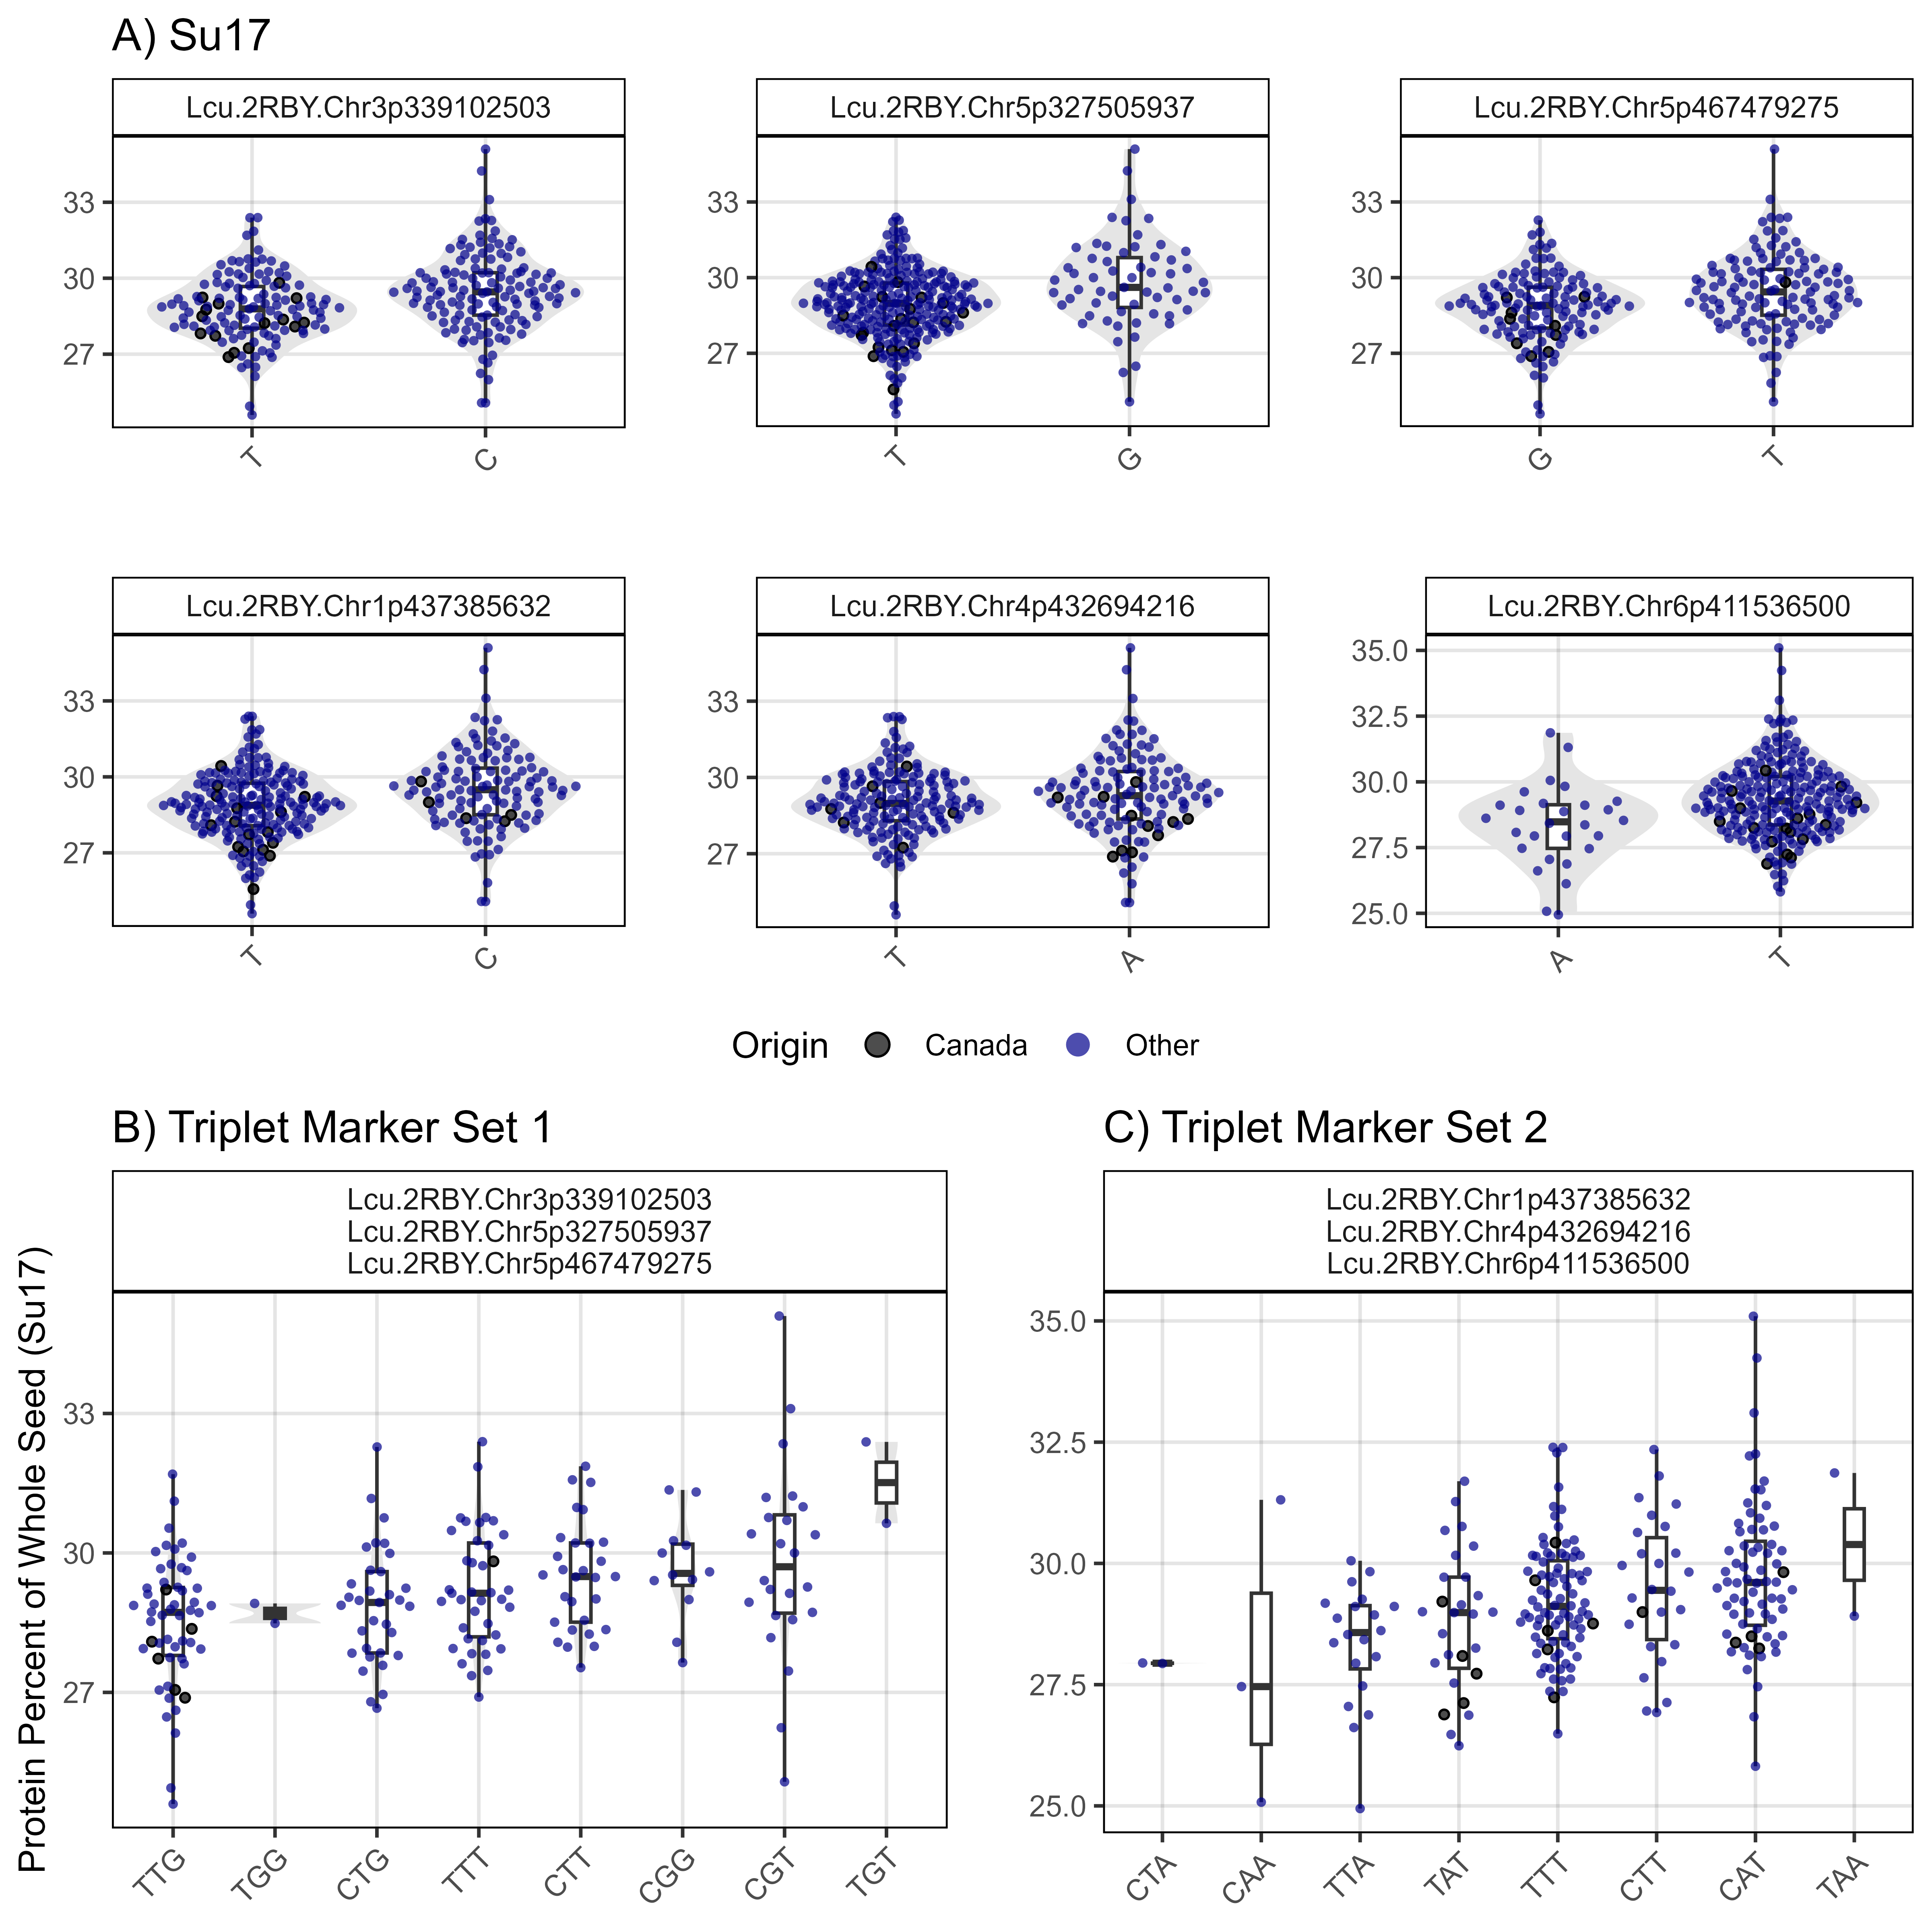 A) Su17
Lcu.2RBY.Chr3p339102503
Lcu.2RBY.Chr5p327505937
Lcu.2RBY.Chr5p467479275
33
30
27
T
C
33
30
27
T
G
33
30
27
G
T
Lcu.2RBY.Chr1p437385632
Lcu.2RBY.Chr4p432694216
Lcu.2RBY.Chr6p411536500
33
30
27
T
C
33
30
27
T
A
35.0
32.5
30.0
27.5
25.0
A
T
Origin Canada Other
B) Triplet Marker Set 1
Lcu.2RBY.Chr3p339102503
Lcu.2RBY.Chr5p327505937
Lcu.2RBY.Chr5p467479275
Protein Percent of Whole Seed (Su17)
33
30
27
TTG
TGG
CTG
TTT
CTT
CGG
CGT
TGT
C) Triplet Marker Set 2
Lcu.2RBY.Chr1p437385632
Lcu.2RBY.Chr4p432694216
Lcu.2RBY.Chr6p411536500
35.0
32.5
30.0
27.5
25.0
CTA
CAA
TTA
TAT
TTT
CTT
CAT
TAA